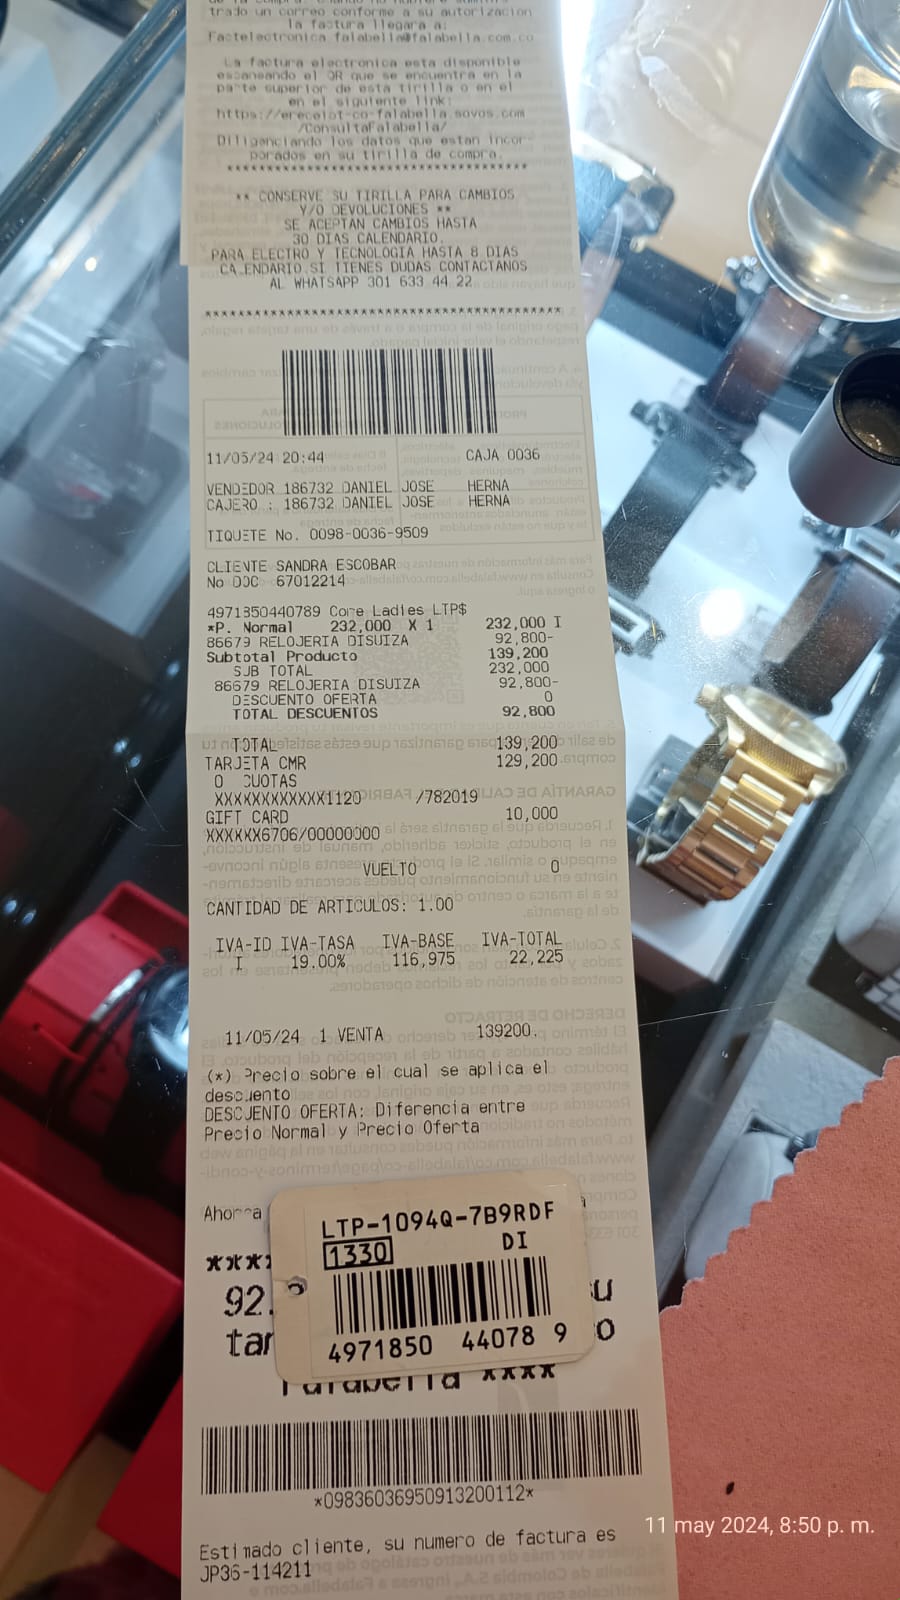 trado un correo conforme a su autorizacion
la factura llegara a:
Factelectronica.falabella@falabella.com.co
La factura electronica esta disponible
escaneando el QR que se encuentra en la
parte superior de esta tirilla o en el
en el siguiente link:
https://ereceipt-co-falabella.sovos.com
/ConsultaFalabella/
Diligenciando los datos que estan incor
porados en su tirilla de compra.
****************************************
** CONSERVE SU TIRILLA PARA CAMBIOS
Y/O DEVOLUCIONES **
SE ACEPTAN CAMBIOS HASTA
30 DIAS CALENDARIO.
PARA ELECTRO Y TECNOLOGIA HASTA 8 DIAS
CALENDARIO.SI TIENES DUDAS CONTACTANOS
AL WHATSAPP 301 633 44 22
****************************************
11/05/24 20:44 CAJA 0036
VENDEDOR 186732 DANIEL JOSE HERNA
CAJERO : 186732 DANIEL JOSE HERNA
TIQUETE No. 0098-0036-9509
CLIENTE SANDRA ESCOBAR
No DOC 67012214
4971850440789 Core Ladies LTP$
*P. Normal 232,000 X 1 232,000 I
86679 RELOJERIA DISUIZA 92,800-
Subtotal Producto 139,200
SUB TOTAL 232,000
86679 RELOJERIA DISUIZA 92,800-
DESCUENTO OFERTA 0
TOTAL DESCUENTOS 92,800
TOTAL 139,200
TARJETA CMR 129,200
0 CUOTAS
XXXXXXXXXXXX1120 /782019
GIFT CARD 10,000
XXXXXX6706/00000000
VUELTO 0
CANTIDAD DE ARTICULOS: 1.00
IVA-ID IVA-TASA IVA-BASE IVA-TOTAL
I 19.00% 116,975 22,225
11/05/24 1 VENTA 139200.
(*) Precio sobre el cual se aplica el
descuento
DESCUENTO OFERTA: Diferencia entre
Precio Normal y Precio Oferta
Ahorra
LTP-1094Q-7B9RDF
1330 DI
4971850 44078 9
****
92.
Falabella ****
*09836036950913200112*
Estimado cliente, su numero de factura es
JP36-114211
11 may 2024, 8:50 p. m.